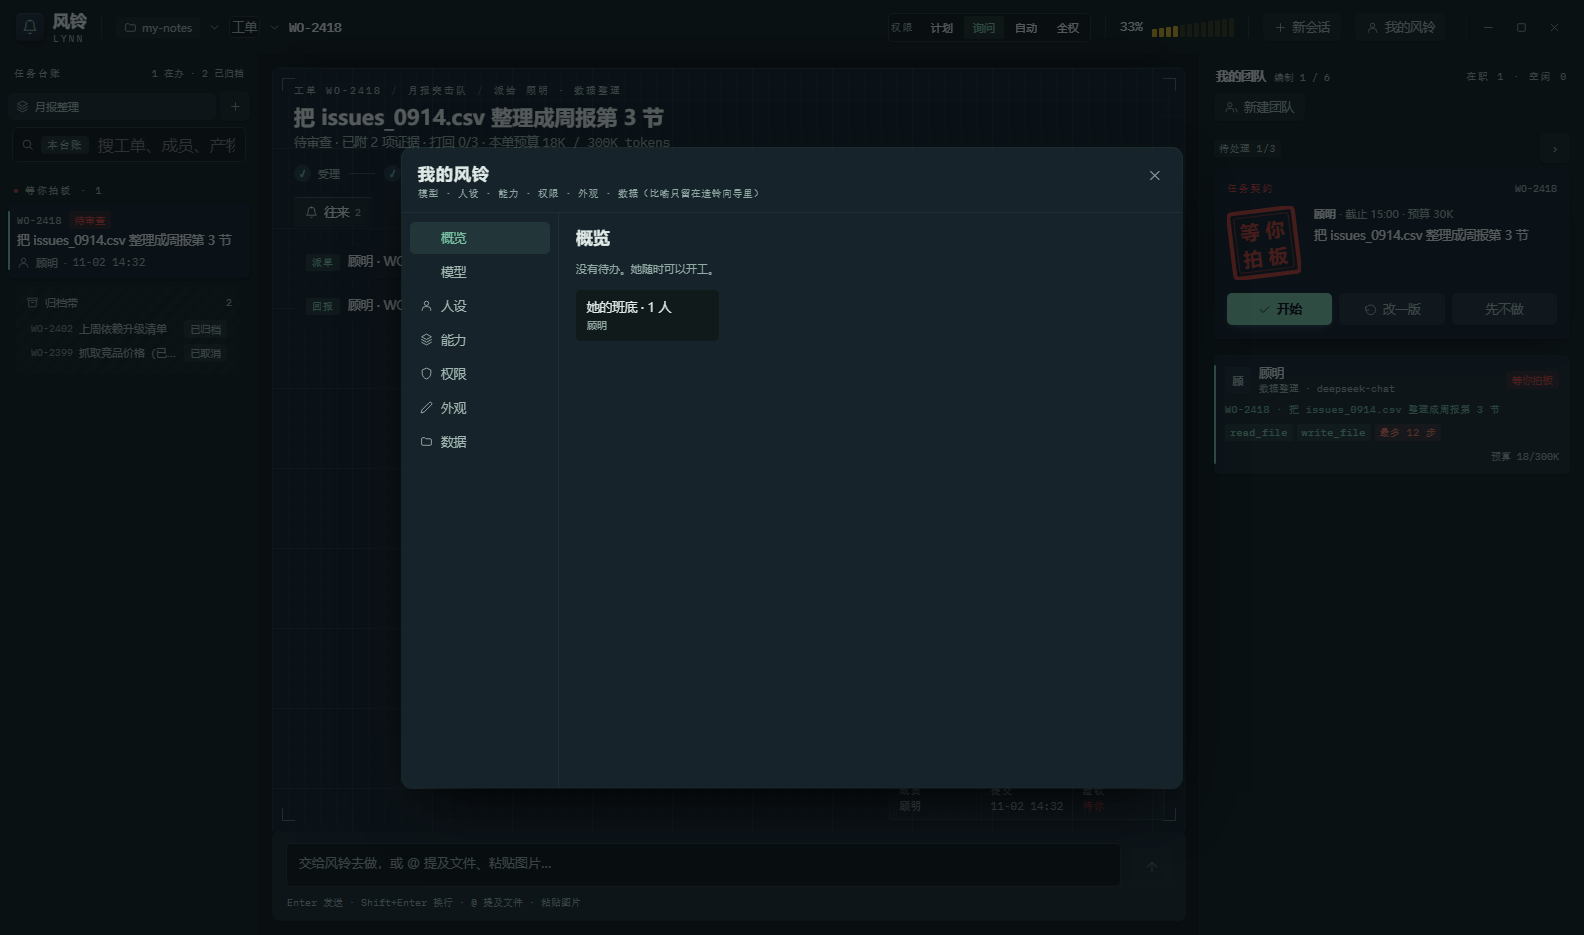 风铃
LYNN
my-notes
工单
WO-2418
权限 计划 询问 自动 全权
33%
新会话
我的风铃
任务台账 1 在办 · 2 已归档
月报整理
本台账 搜工单、成员、产物
等你拍板 · 1
WO-2418 待审查
把 issues_0914.csv 整理成周报第 3 节
顾明 · 11-02 14:32
归档带 2
WO-2402 上周依赖升级清单 已归档
WO-2399 抓取竞品价格（已… 已取消
工单 WO-2418 / 月报突击队 / 派给 顾明 · 数据整理
把 issues_0914.csv 整理成周报第 3 节
待审查 · 已附 2 项证据 · 打回 0/3 · 本单预算 18K / 300K tokens
受理
往来 2
派单 顾明 · WO
回报 顾明 · WO
我的风铃
模型 · 人设 · 能力 · 权限 · 外观 · 数据（比喻只留在造铃向导里）
概览
模型
人设
能力
权限
外观
数据
概览
没有待办。她随时可以开工。
她的班底 · 1 人
顾明
顾明
11-02 14:32
待你
交给风铃去做，或 @ 提及文件、粘贴图片…
Enter 发送 · Shift+Enter 换行 · @ 提及文件 · 粘贴图片
我的团队 编制 1 / 6 在职 1 · 空闲 0
新建团队
待处理 1/3
任务契约 WO-2418
等你
拍板
顾明 · 截止 15:00 · 预算 30K
把 issues_0914.csv 整理成周报第 3 节
开始
改一版
先不做
顾 顾明 等你拍板
数据整理 · deepseek-chat
WO-2418 · 把 issues_0914.csv 整理成周报第 3 节
read_file write_file 最多 12 步
预算 18/300K